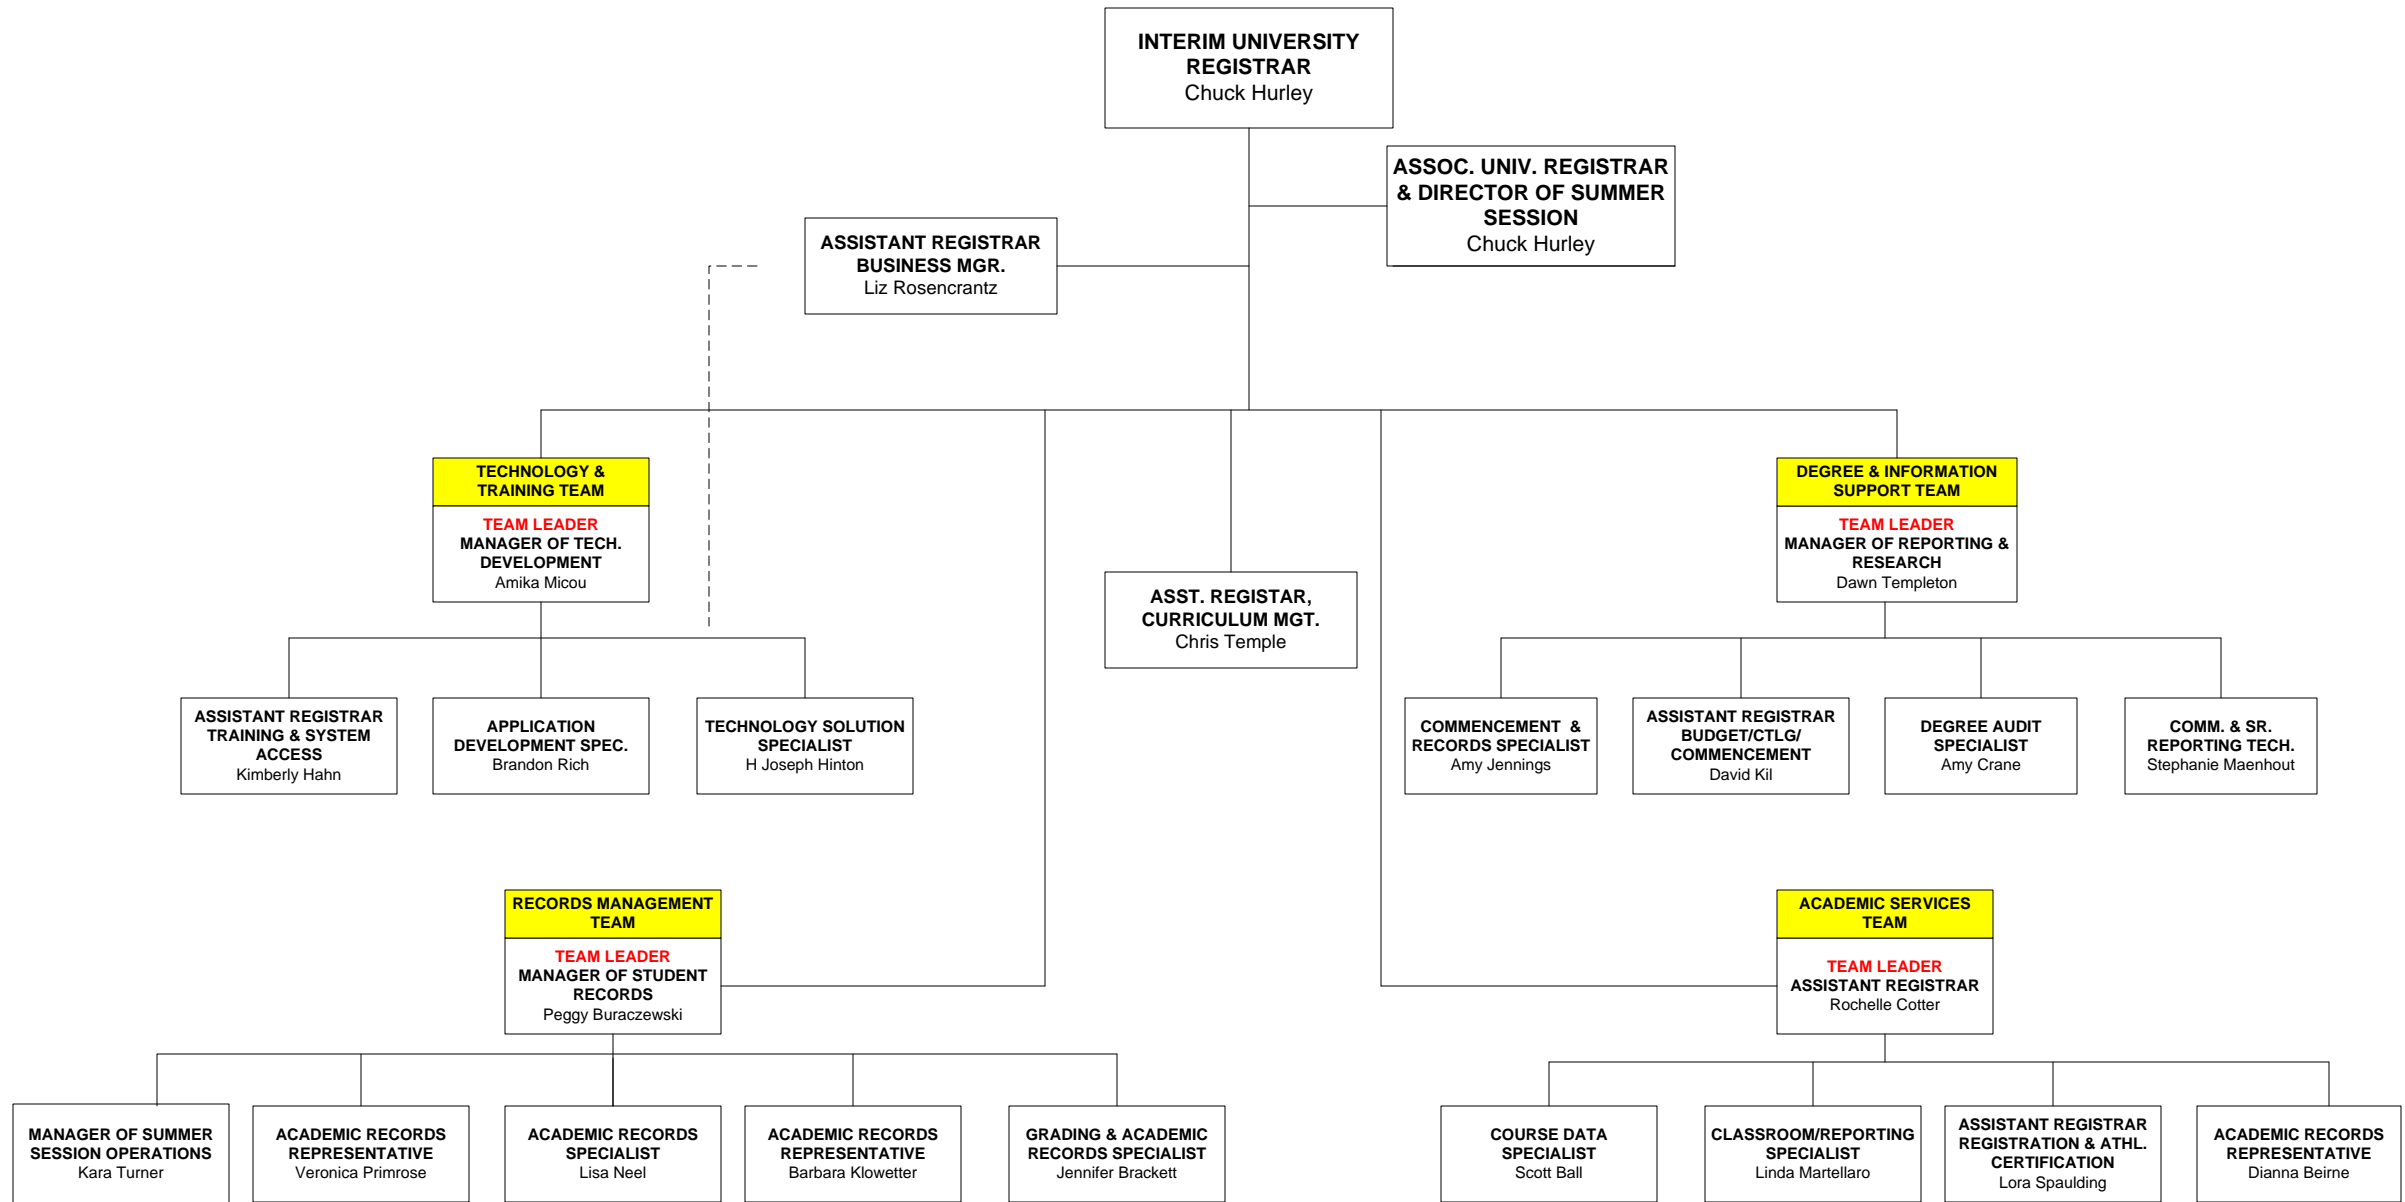 INTERIM UNIVERSITY
REGISTRAR
Chuck Hurley
ASSOC. UNIV. REGISTRAR
& DIRECTOR OF SUMMER
SESSION
Chuck Hurley
ASSISTANT REGISTRAR
BUSINESS MGR.
Liz Rosencrantz
TECHNOLOGY &
TRAINING TEAM
TEAM LEADER
MANAGER OF TECH.
DEVELOPMENT
Amika Micou
DEGREE & INFORMATION
SUPPORT TEAM
TEAM LEADER
MANAGER OF REPORTING &
RESEARCH
Dawn Templeton
ASST. REGISTAR,
CURRICULUM MGT.
Chris Temple
ASSISTANT REGISTRAR
TRAINING & SYSTEM
ACCESS
Kimberly Hahn
APPLICATION
DEVELOPMENT SPEC.
Brandon Rich
TECHNOLOGY SOLUTION
SPECIALIST
H Joseph Hinton
COMMENCEMENT &
RECORDS SPECIALIST
Amy Jennings
ASSISTANT REGISTRAR
BUDGET/CTLG/
COMMENCEMENT
David Kil
DEGREE AUDIT
SPECIALIST
Amy Crane
COMM. & SR.
REPORTING TECH.
Stephanie Maenhout
RECORDS MANAGEMENT
TEAM
TEAM LEADER
MANAGER OF STUDENT
RECORDS
Peggy Buraczewski
ACADEMIC SERVICES
TEAM
TEAM LEADER
ASSISTANT REGISTRAR
Rochelle Cotter
MANAGER OF SUMMER
SESSION OPERATIONS
Kara Turner
ACADEMIC RECORDS
REPRESENTATIVE
Veronica Primrose
ACADEMIC RECORDS
SPECIALIST
Lisa Neel
ACADEMIC RECORDS
REPRESENTATIVE
Barbara Klowetter
GRADING & ACADEMIC
RECORDS SPECIALIST
Jennifer Brackett
COURSE DATA
SPECIALIST
Scott Ball
CLASSROOM/REPORTING
SPECIALIST
Linda Martellaro
ASSISTANT REGISTRAR
REGISTRATION & ATHL.
CERTIFICATION
Lora Spaulding
ACADEMIC RECORDS
REPRESENTATIVE
Dianna Beirne